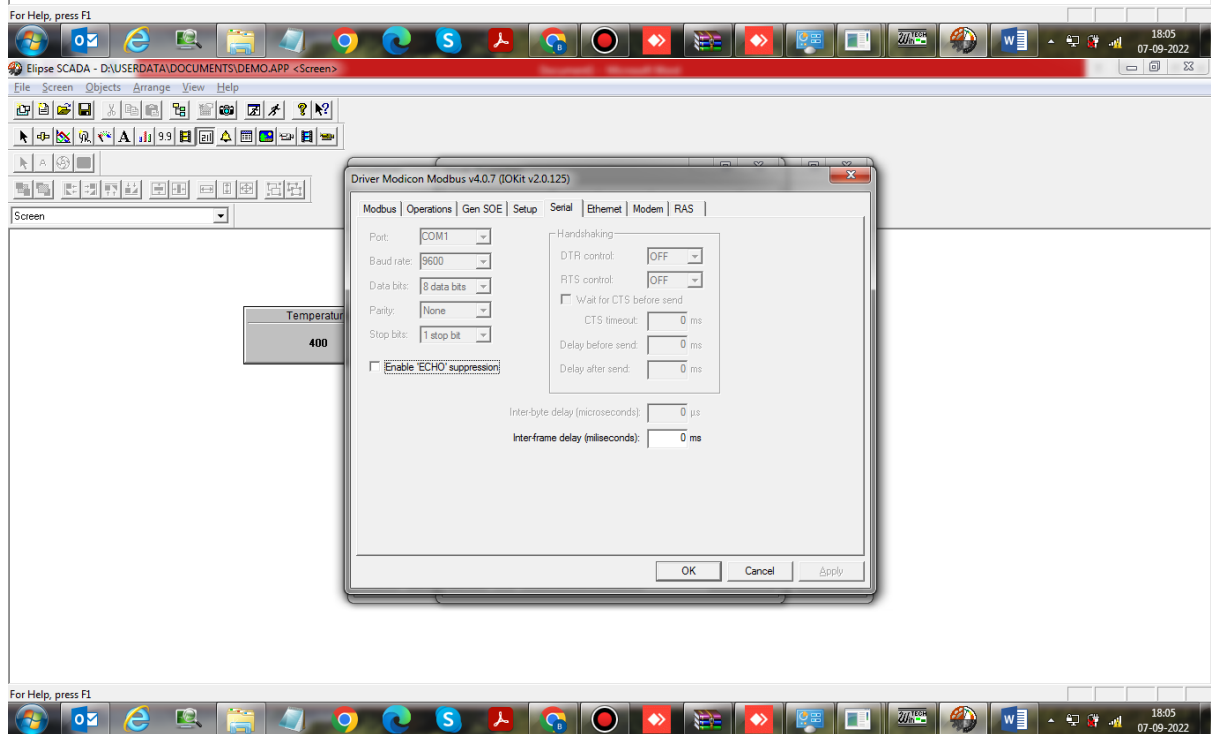 For Help, press F1
18:05
07-09-2022
Elipse SCADA - D:\USERDATA\DOCUMENTS\DEMO.APP <Screen>
File Screen Objects Arrange View Help
Screen
Temperatur
400
Driver Modicon Modbus v4.0.7 (IOKit v2.0.125)
Modbus Operations Gen SOE Setup Serial Ethernet Modem RAS
Port: COM1
Baud rate: 9600
Data bits: 8 data bits
Parity: None
Stop bits: 1 stop bit
Enable 'ECHO' suppression
Handshaking
DTR control: OFF
RTS control: OFF
Wait for CTS before send
CTS timeout: 0 ms
Delay before send: 0 ms
Delay after send: 0 ms
Inter-byte delay (microseconds): 0 µs
Inter-frame delay (miliseconds): 0 ms
OK Cancel Apply
For Help, press F1
18:05
07-09-2022